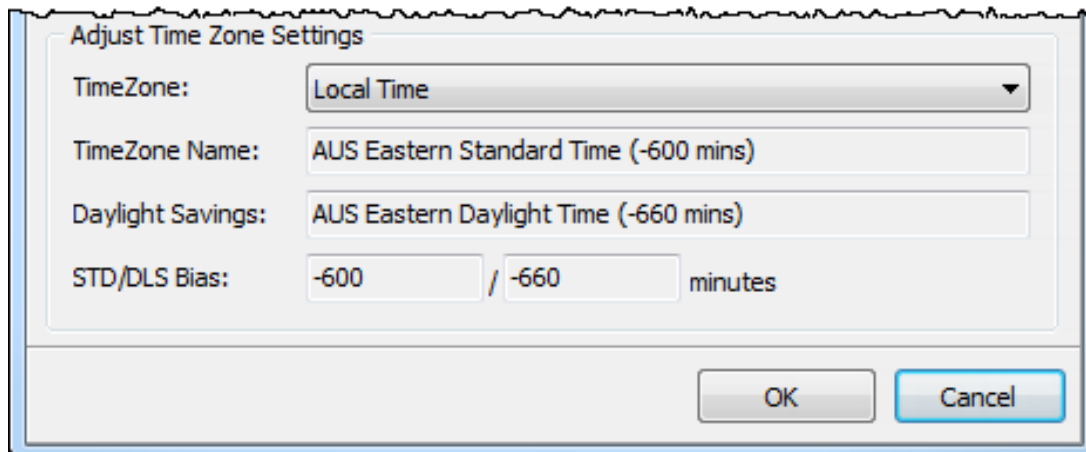 Adjust Time Zone Settings
TimeZone: Local Time
TimeZone Name: AUS Eastern Standard Time (-600 mins)
Daylight Savings: AUS Eastern Daylight Time (-660 mins)
STD/DLS Bias: -600 / -660 minutes
OK Cancel